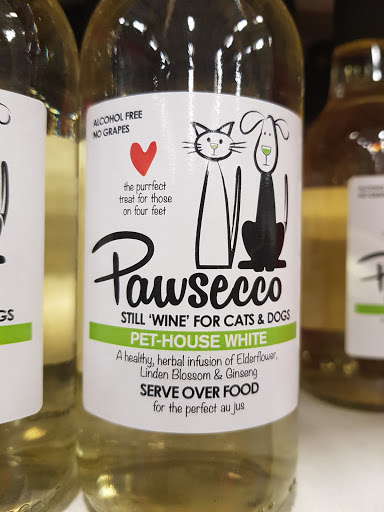 ALCOHOL FREE
NO GRAPES
the purrfect
treat for those
on four feet
Pawsecco
STILL 'WINE' FOR CATS & DOGS
PET-HOUSE WHITE
A healthy, herbal infusion of Elderflower,
Linden Blossom & Ginseng
SERVE OVER FOOD
for the perfect au jus
GS